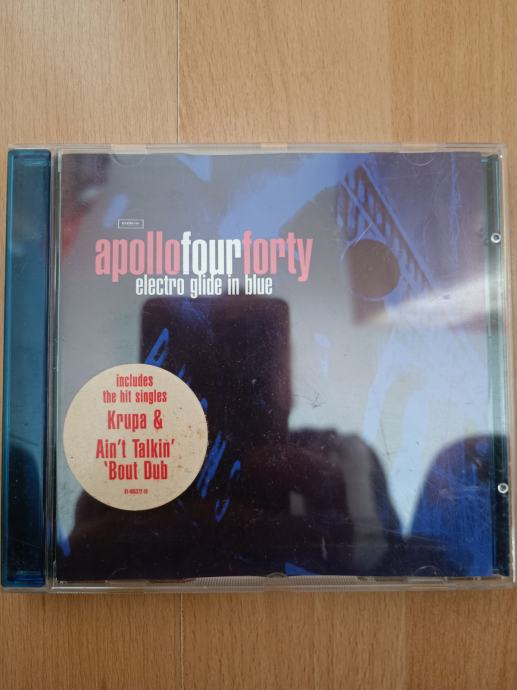 apollofourforty
electro glide in blue
includes
the hit singles
Krupa &
Ain't Talkin'
'Bout Dub